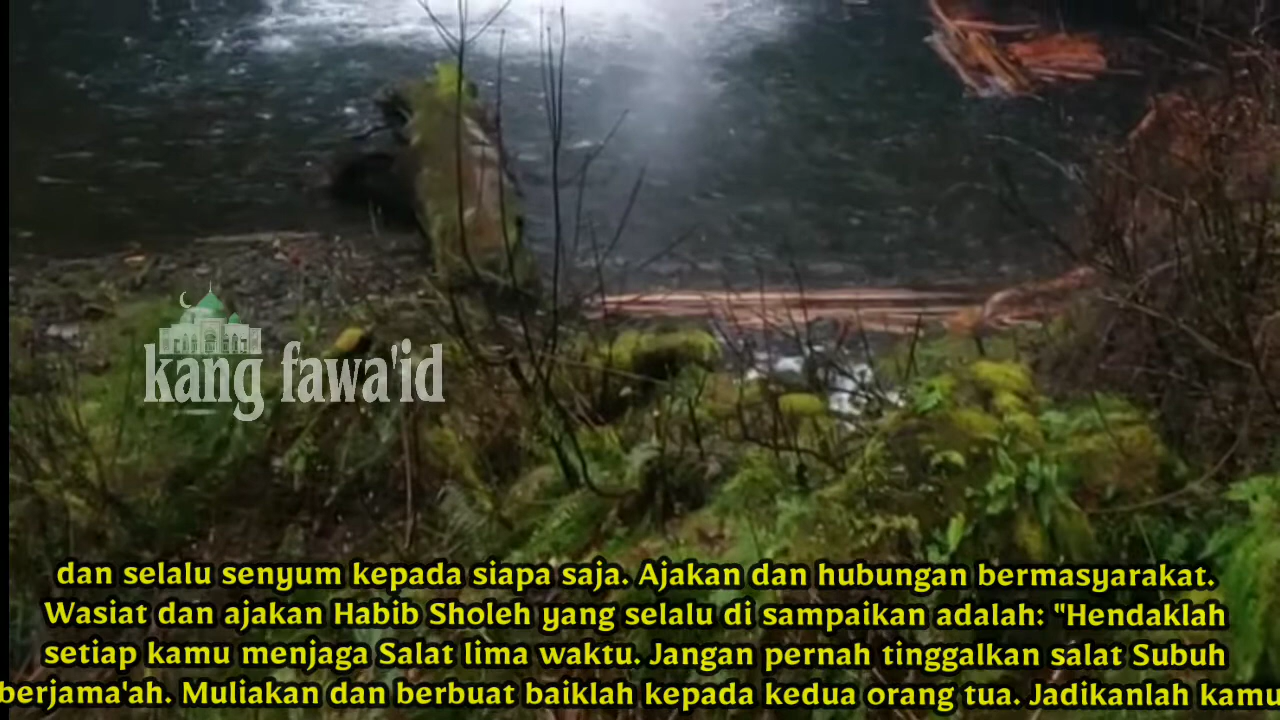 kang fawa'id
dan selalu senyum kepada siapa saja. Ajakan dan hubungan bermasyarakat.
Wasiat dan ajakan Habib Sholeh yang selalu di sampaikan adalah: "Hendaklah
setiap kamu menjaga Salat lima waktu. Jangan pernah tinggalkan salat Subuh
berjama'ah. Muliakan dan berbuat baiklah kepada kedua orang tua. Jadikanlah kamu